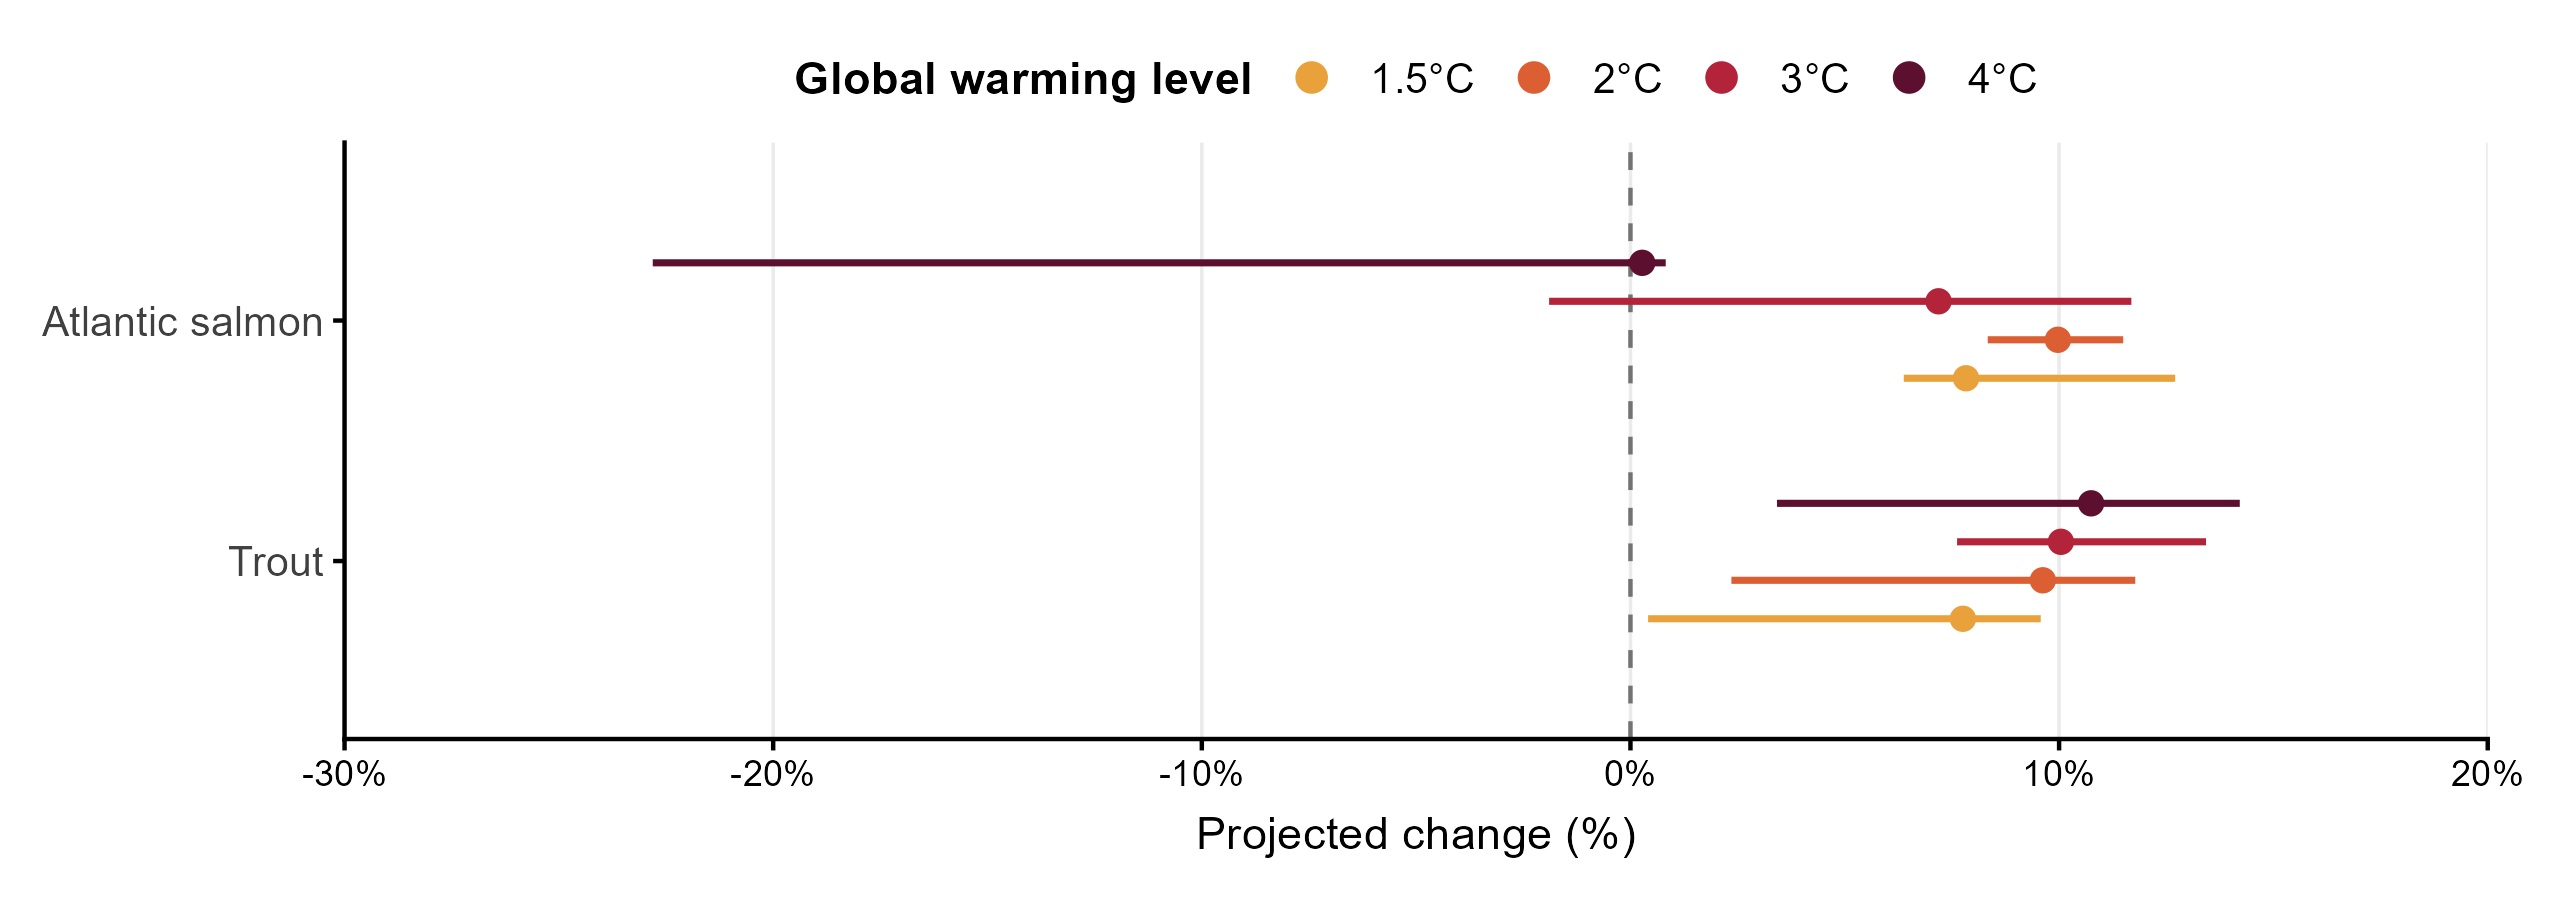 Global warming level 1.5°C 2°C 3°C 4°C
Atlantic salmon
Trout
-30% -20% -10% 0% 10% 20%
Projected change (%)